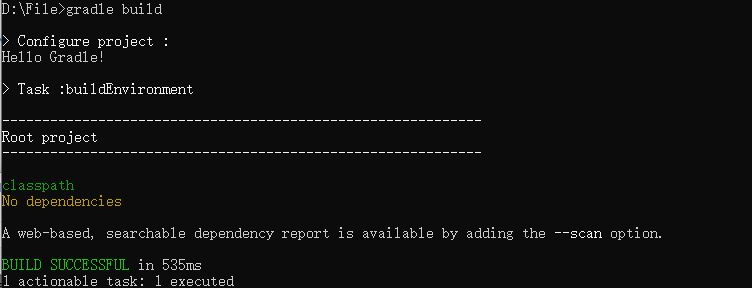 D:\File>gradle build
> Configure project :
Hello Gradle!
> Task :buildEnvironment
------------------------------------------------------------
Root project
------------------------------------------------------------
classpath
No dependencies
A web-based, searchable dependency report is available by adding the --scan option.
BUILD SUCCESSFUL in 535ms
1 actionable task: 1 executed